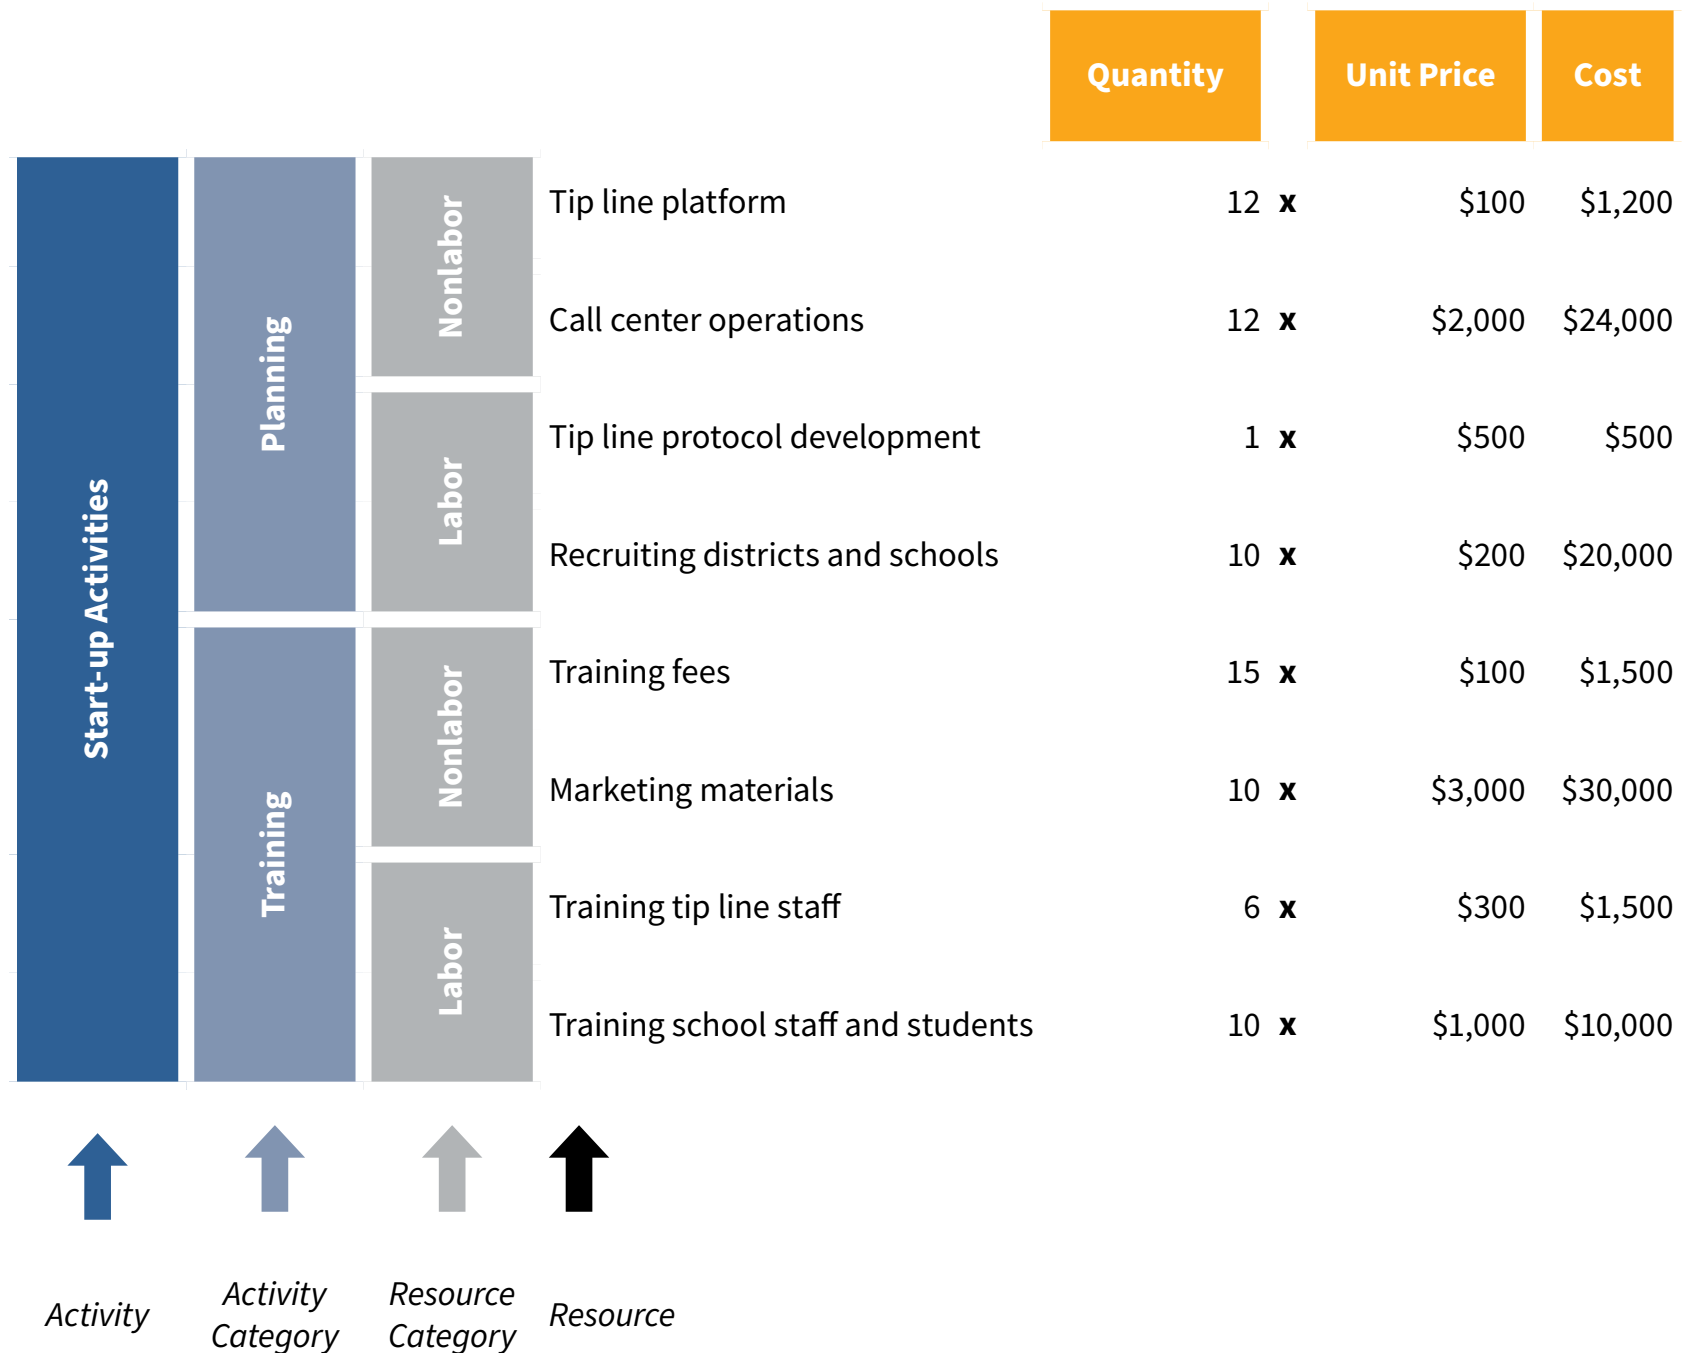 Quantity Unit Price Cost
Start-up Activities
Planning
Nonlabor
Tip line platform 12 x $100 $1,200
Call center operations 12 x $2,000 $24,000
Labor
Tip line protocol development 1 x $500 $500
Recruiting districts and schools 10 x $200 $20,000
Training
Nonlabor
Training fees 15 x $100 $1,500
Marketing materials 10 x $3,000 $30,000
Labor
Training tip line staff 6 x $300 $1,500
Training school staff and students 10 x $1,000 $10,000
Activity
Activity
Category
Resource
Category
Resource